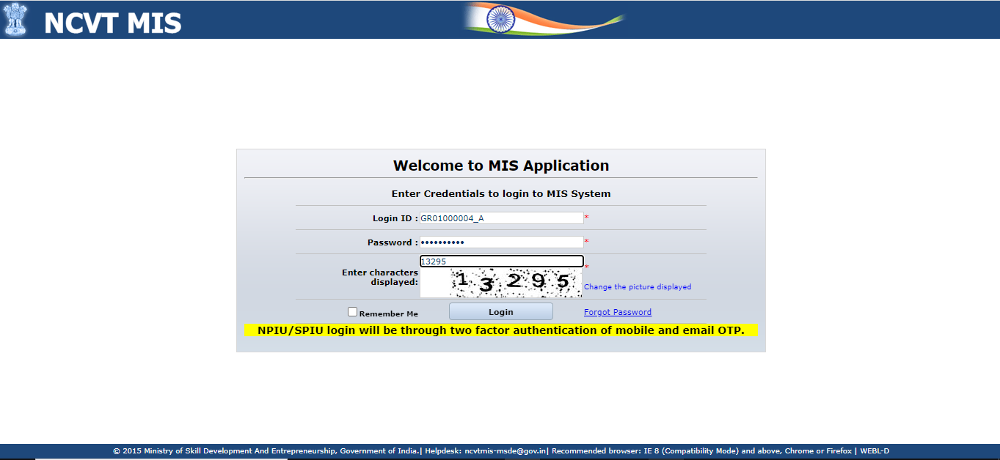 NCVT MIS
Welcome to MIS Application
Enter Credentials to login to MIS System
Login ID : GR01000004_A *
Password : •••••••••• *
13295
Enter characters displayed: *
13295
Change the picture displayed
Remember Me Login Forgot Password
NPIU/SPIU login will be through two factor authentication of mobile and email OTP.
© 2015 Ministry of Skill Development And Entrepreneurship, Government of India.| Helpdesk: ncvtmis-msde@gov.in| Recommended browser: IE 8 (Compatibility Mode) and above, Chrome or Firefox | WEBL-D